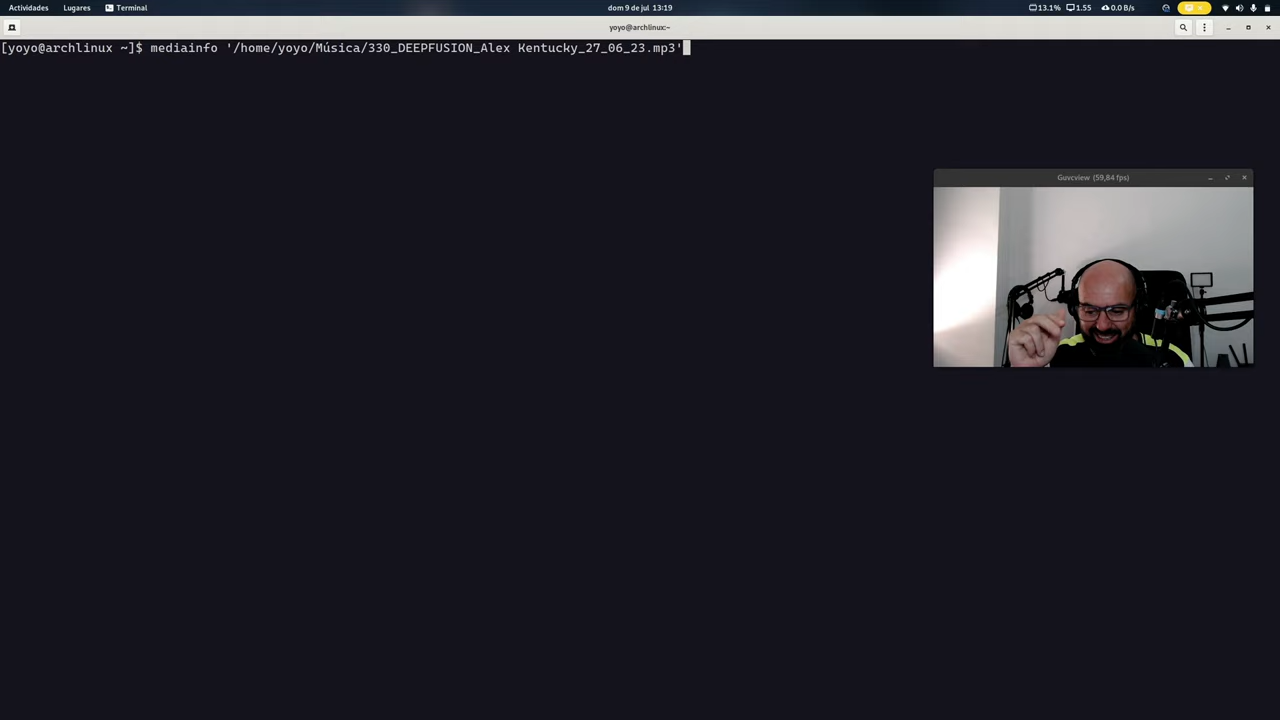 Actividades Lugares Terminal dom 9 de jul 13:19 13.1% 1.55 0.0 B/s
yoyo@archlinux:~
[yoyo@archlinux ~]$ mediainfo '/home/yoyo/Música/330_DEEPFUSION_Alex Kentucky_27_06_23.mp3'
Guvcview (59,84 fps)